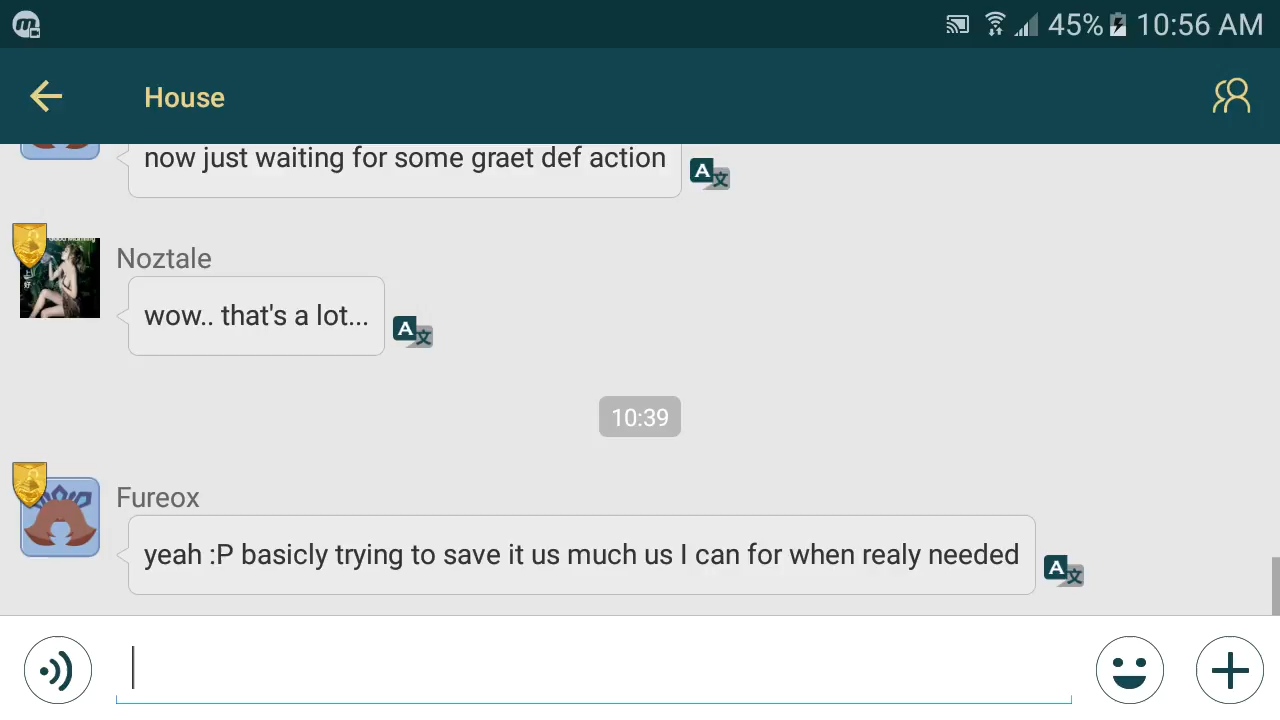 45% 10:56 AM
House
now just waiting for some graet def action
Noztale
wow.. that's a lot...
10:39
Fureox
yeah :P basicly trying to save it us much us I can for when realy needed